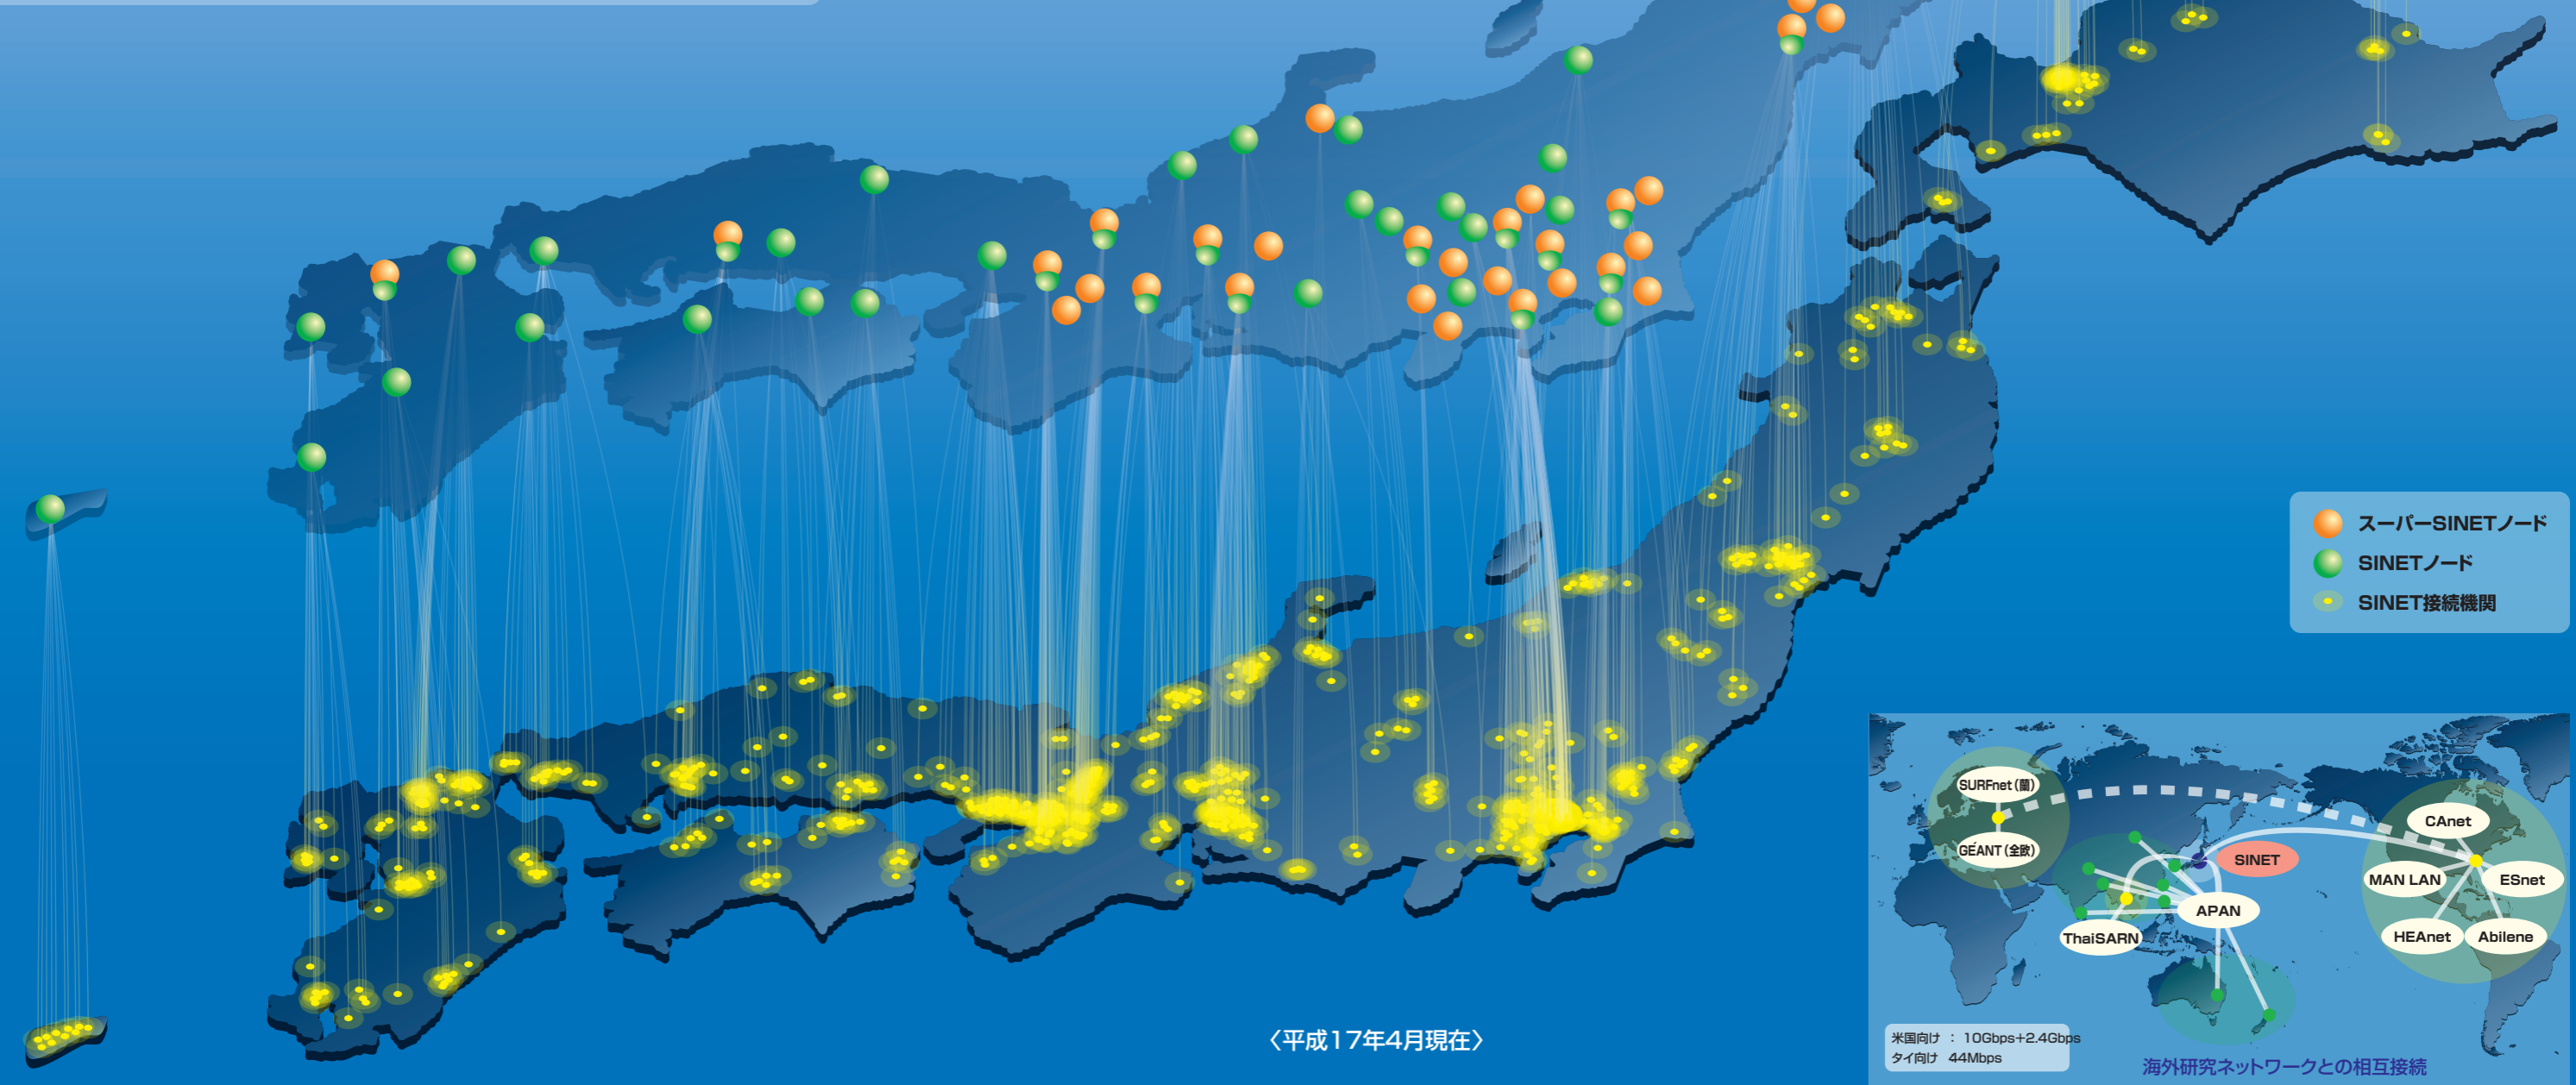 スーパーSINETノード
SINETノード
SINET接続機関
〈平成17年4月現在〉
SURFnet(蘭)
GÉANT(全欧)
CAnet
SINET
MAN LAN
ESnet
APAN
ThaiSARN
HEAnet
Abilene
米国向け : 10Gbps+2.4Gbps
タイ向け 44Mbps
海外研究ネットワークとの相互接続